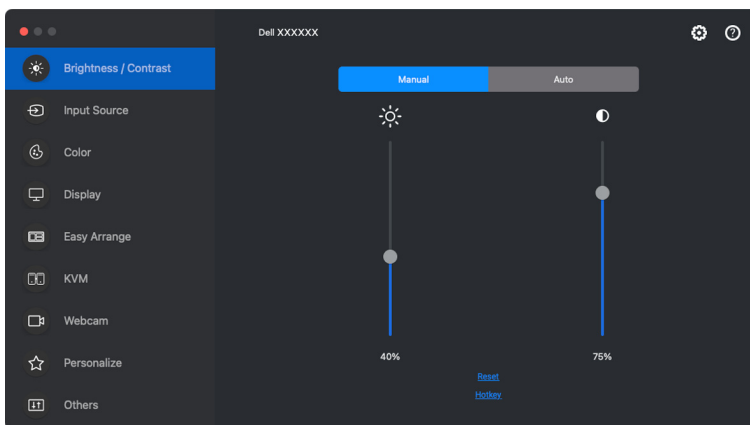 Dell XXXXXX
Brightness / Contrast
Input Source
Color
Display
Easy Arrange
KVM
Webcam
Personalize
Others
Manual
Auto
40%
75%
Reset
Hotkey